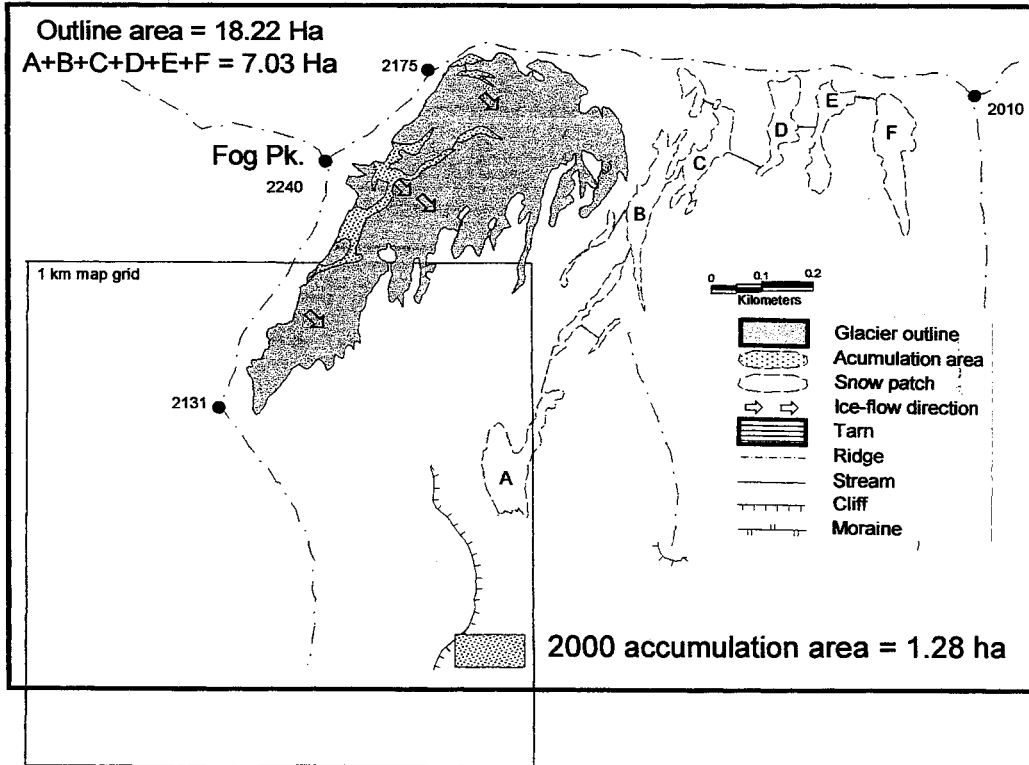 Outline area = 18.22 Ha
A+B+C+D+E+F = 7.03 Ha
2175
2010
Fog Pk.
2240
E
D
F
C
B
1 km map grid
0 0.1 0.2
Kilometers
Glacier outline
Acumulation area
Snow patch
Ice-flow direction
Tarn
Ridge
Stream
Cliff
Moraine
2131
A
2000 accumulation area = 1.28 ha